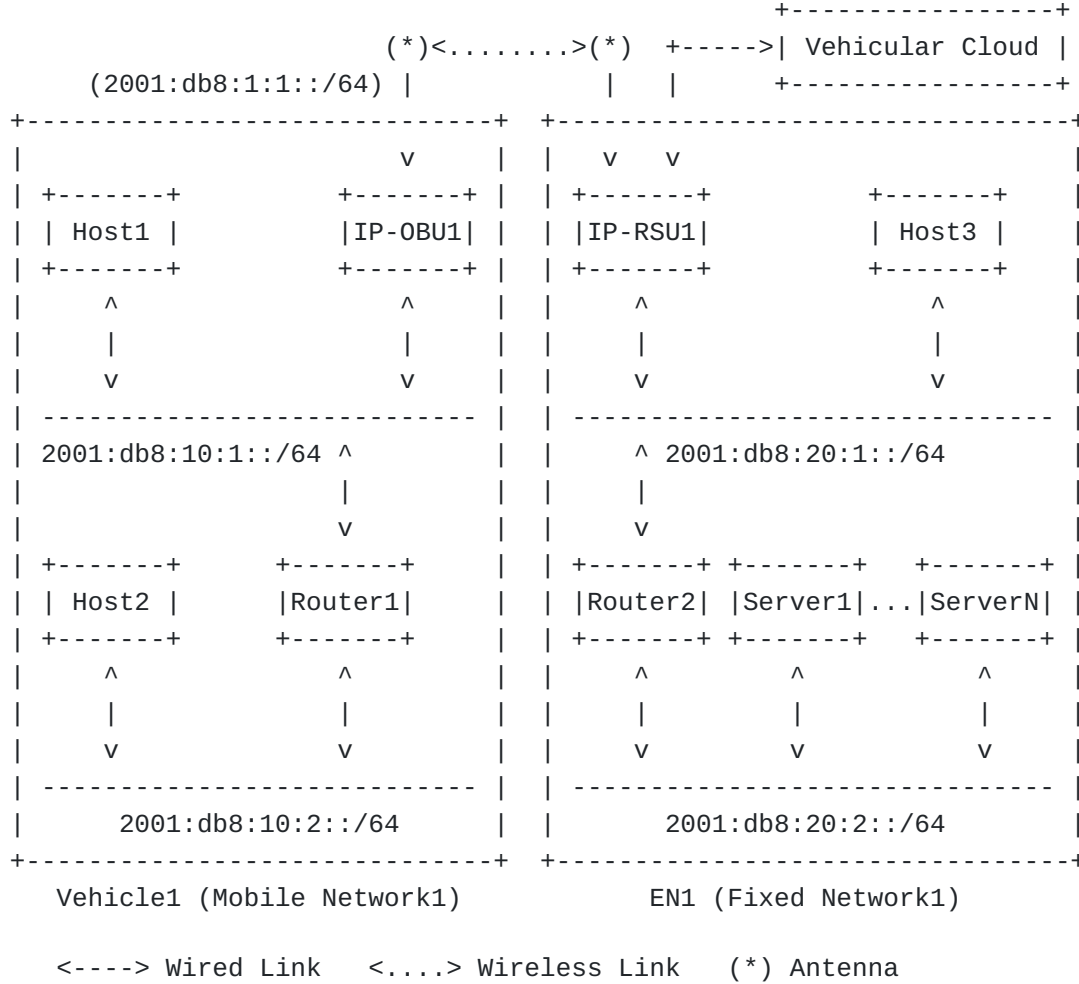 +-----------------+
                        (*)<........>(*)  +----->| Vehicular Cloud |
     (2001:db8:1:1::/64) |            |   |      +-----------------+
+------------------------------+  +---------------------------------+
|                        v     |  |   v   v                         |
| +-------+          +-------+ |  | +-------+          +-------+    |
| | Host1 |          |IP-OBU1| |  | |IP-RSU1|          | Host3 |    |
| +-------+          +-------+ |  | +-------+          +-------+    |
|     ^                  ^     |  |     ^                  ^        |
|     |                  |     |  |     |                  |        |
|     v                  v     |  |     v                  v        |
| ---------------------------- |  | ------------------------------- |
| 2001:db8:10:1::/64 ^         |  |     ^ 2001:db8:20:1::/64        |
|                    |         |  |     |                           |
|                    v         |  |     v                           |
| +-------+      +-------+     |  | +-------+ +-------+   +-------+ |
| | Host2 |      |Router1|     |  | |Router2| |Server1|...|ServerN| |
| +-------+      +-------+     |  | +-------+ +-------+   +-------+ |
|     ^              ^         |  |     ^         ^           ^     |
|     |              |         |  |     |         |           |     |
|     v              v         |  |     v         v           v     |
| ---------------------------- |  | ------------------------------- |
|      2001:db8:10:2::/64      |  |       2001:db8:20:2::/64        |
+------------------------------+  +---------------------------------+
   Vehicle1 (Mobile Network1)            EN1 (Fixed Network1)

   <----> Wired Link   <....> Wireless Link   (*) Antenna